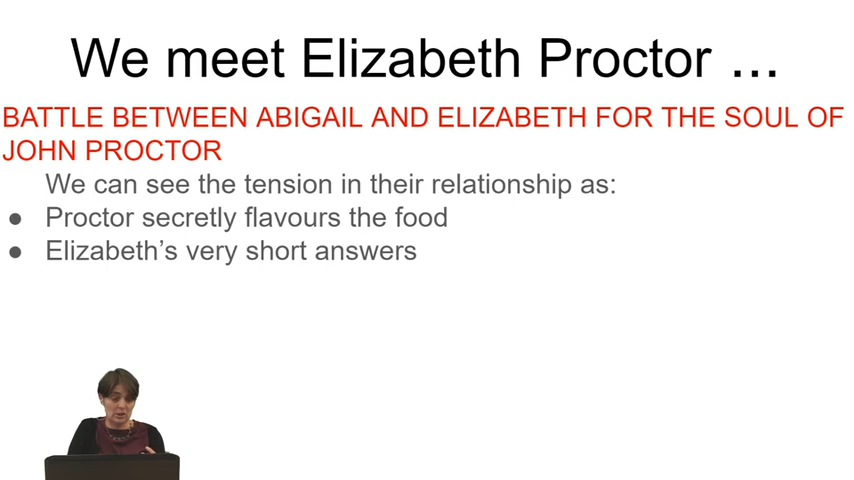 We meet Elizabeth Proctor ...
BATTLE BETWEEN ABIGAIL AND ELIZABETH FOR THE SOUL OF
JOHN PROCTOR
We can see the tension in their relationship as:
● Proctor secretly flavours the food
● Elizabeth’s very short answers